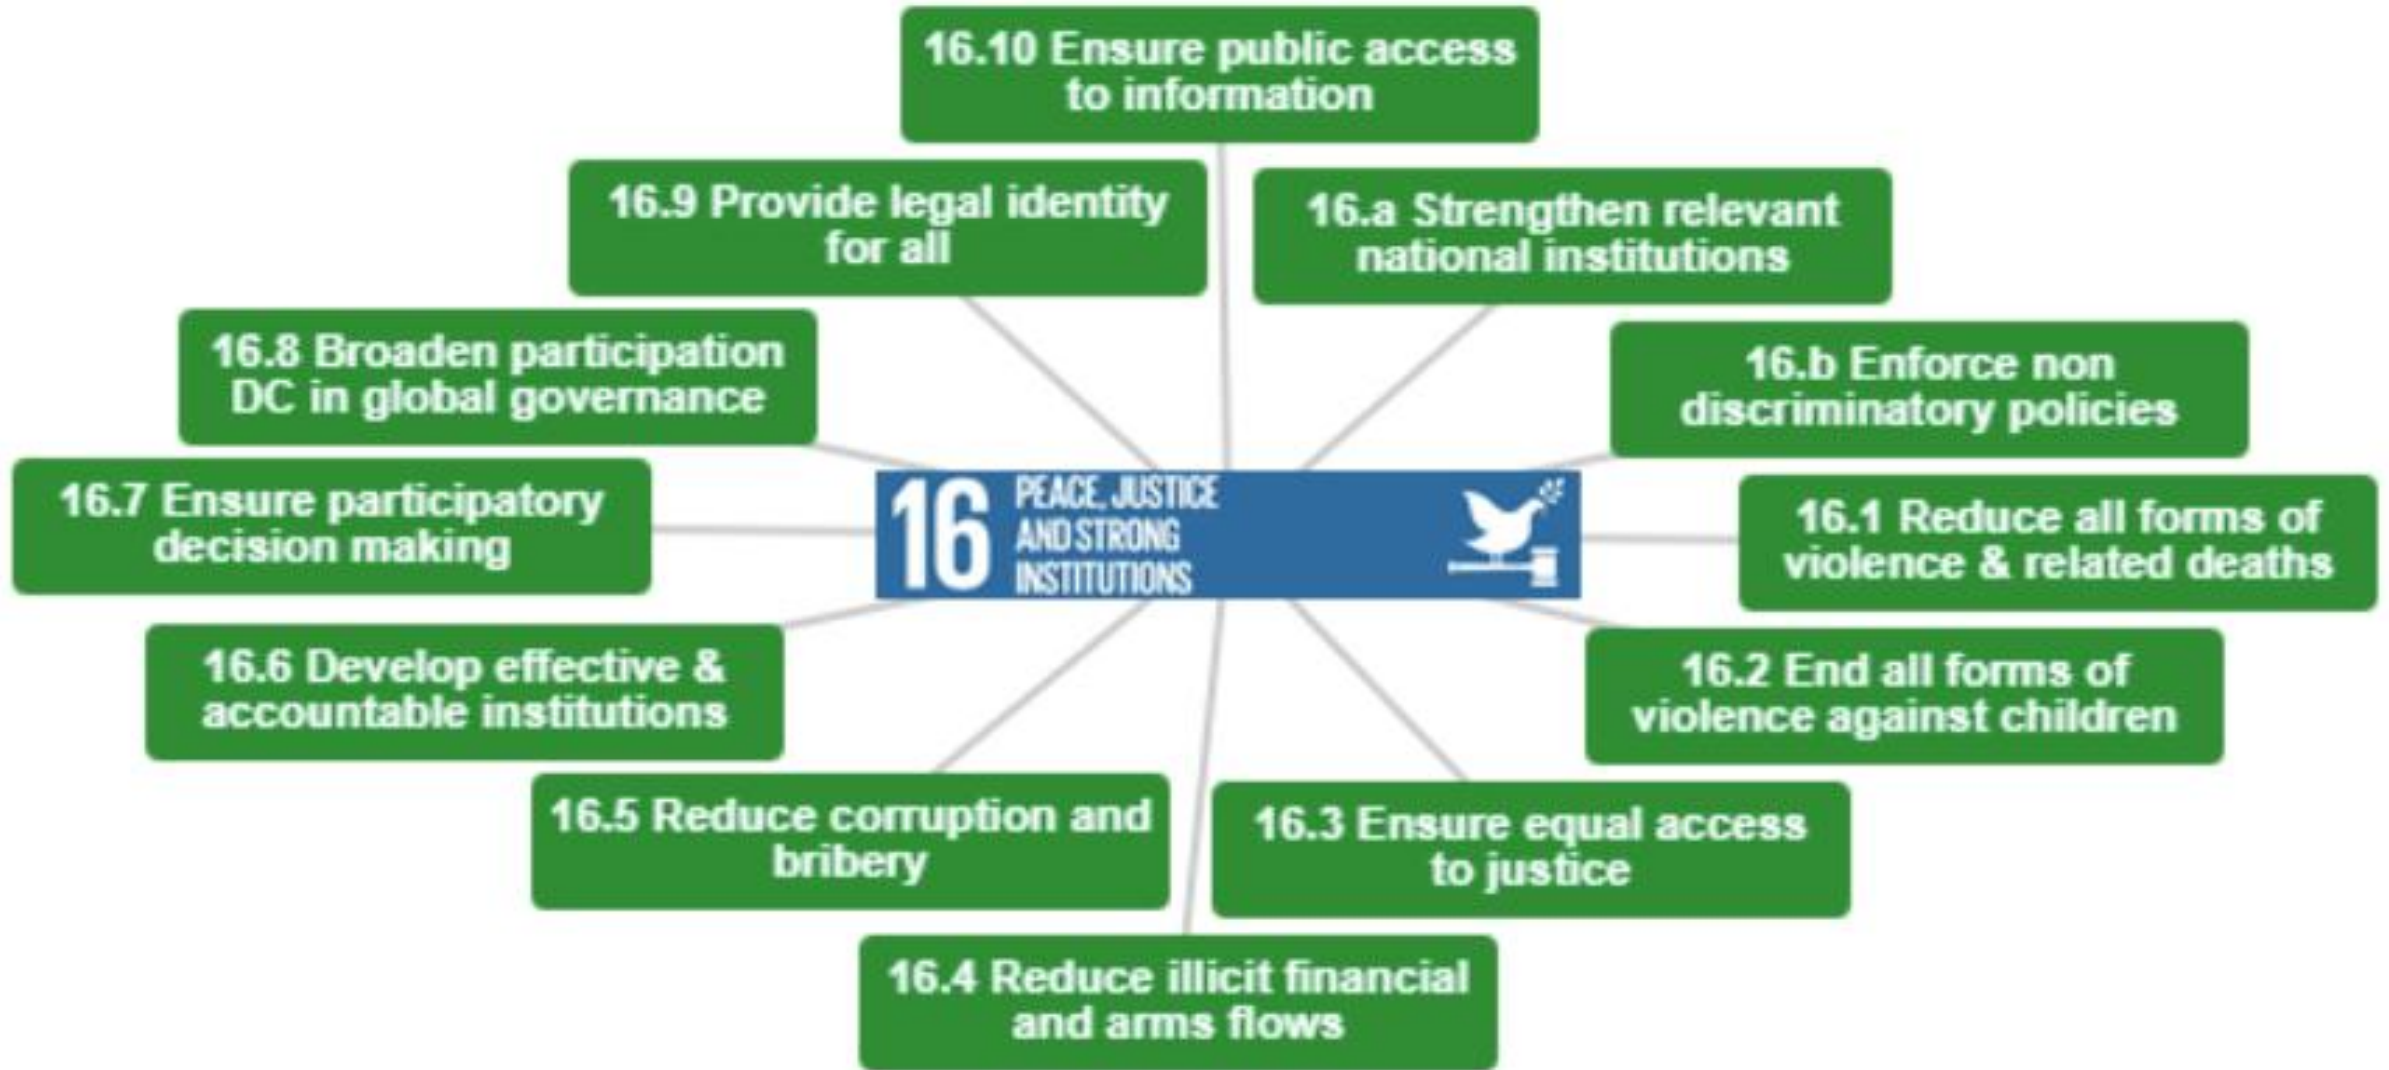 16.10 Ensure public access
to information
16.9 Provide legal identity
for all
16.a Strengthen relevant
national institutions
16.8 Broaden participation
DC in global governance
16.b Enforce non
discriminatory policies
16.7 Ensure participatory
decision making
16 PEACE, JUSTICE
AND STRONG
INSTITUTIONS
16.1 Reduce all forms of
violence & related deaths
16.6 Develop effective &
accountable institutions
16.2 End all forms of
violence against children
16.5 Reduce corruption and
bribery
16.3 Ensure equal access
to justice
16.4 Reduce illicit financial
and arms flows